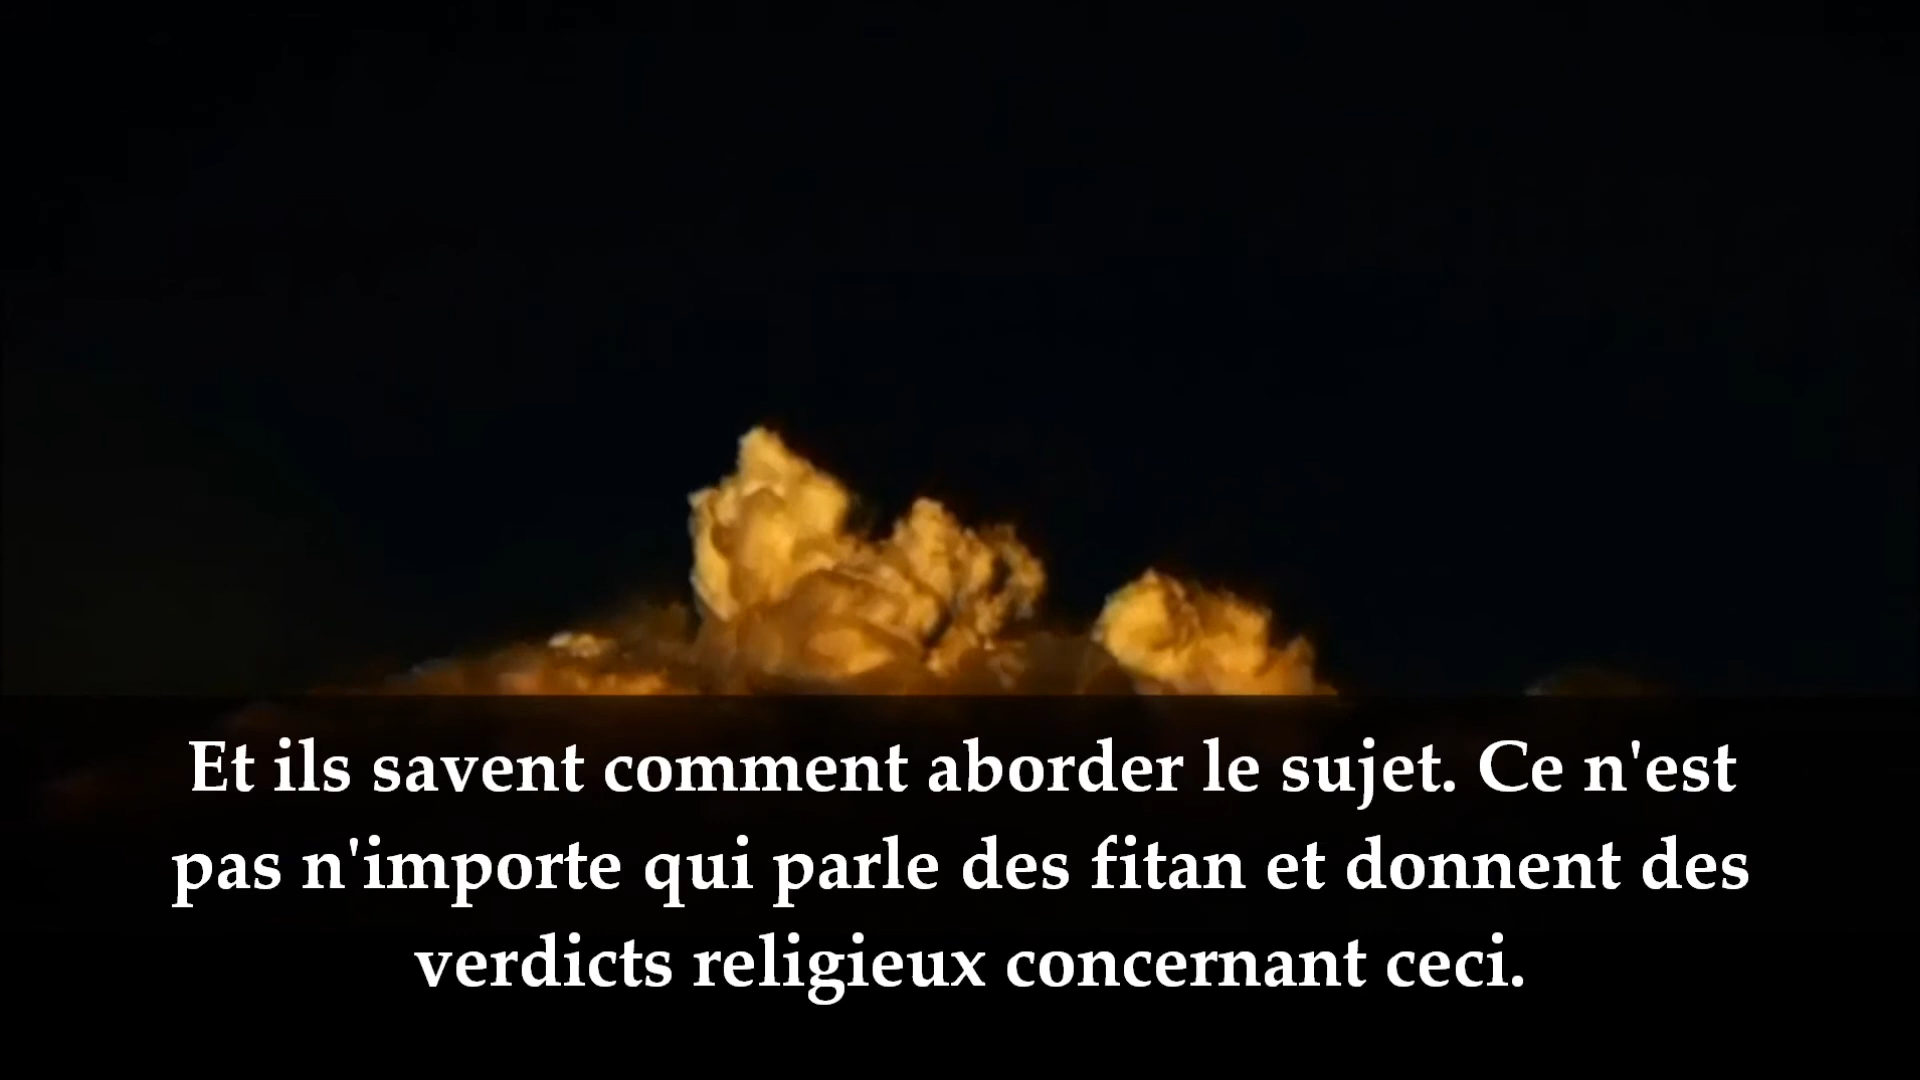 Et ils savent comment aborder le sujet. Ce n'est
pas n'importe qui parle des fitan et donnent des
verdicts religieux concernant ceci.